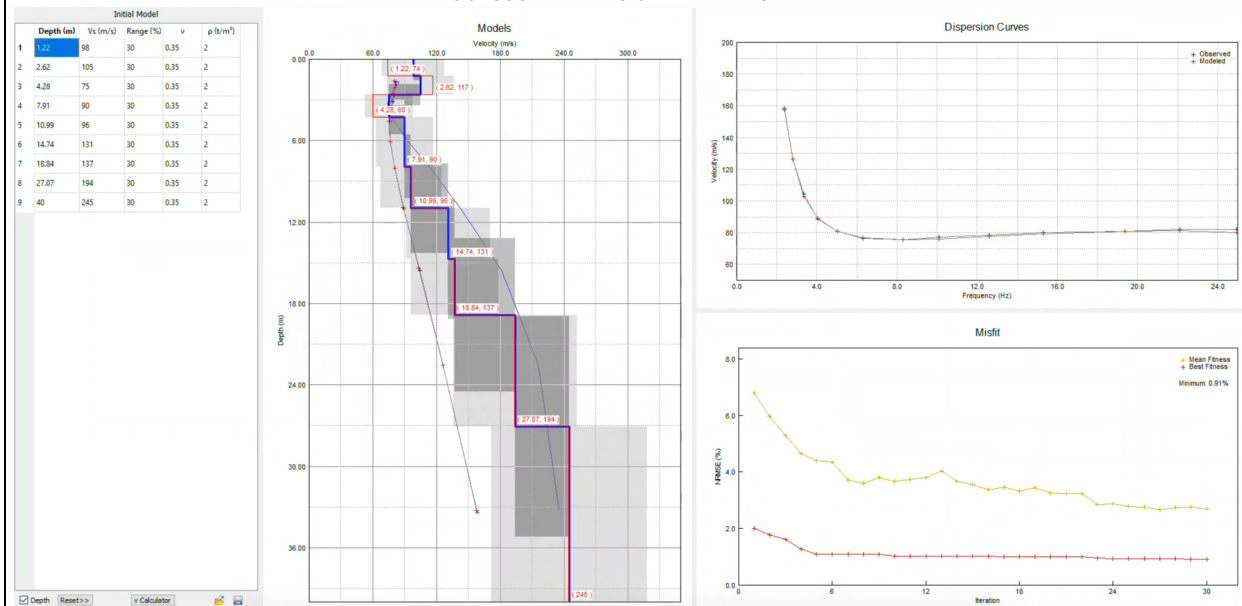 Initial Model
Depth (m) Vs (m/s) Range (%) ν ρ (t/m³)
1 1.22 98 30 0.35 2
2 2.62 105 30 0.35 2
3 4.28 75 30 0.35 2
4 7.91 90 30 0.35 2
5 10.99 96 30 0.35 2
6 14.74 131 30 0.35 2
7 18.84 137 30 0.35 2
8 27.07 194 30 0.35 2
9 40 245 30 0.35 2
Depth Reset>> ν Calculator
Models
Velocity (m/s)
0.0 60.0 120.0 180.0 240.0 300.0
0.00
6.00
12.00
18.00
24.00
30.00
36.00
Depth (m)
( 1.22, 74 )
( 2.62, 117 )
( 4.28, 60 )
( 7.91, 90 )
( 10.99, 96 )
( 14.74, 131 )
( 18.84, 137 )
( 27.07, 194 )
( 245 )
Dispersion Curves
200
180
160
140
120
100
80
60
Velocity (m/s)
Observed
Modeled
0.0 4.0 8.0 12.0 16.0 20.0 24.0
Frequency (Hz)
Misfit
8.0
6.0
4.0
2.0
0.0
NRMSE (%)
Mean Fitness
Best Fitness
Minimum: 0.91%
6 12 18 24 30
Iteration